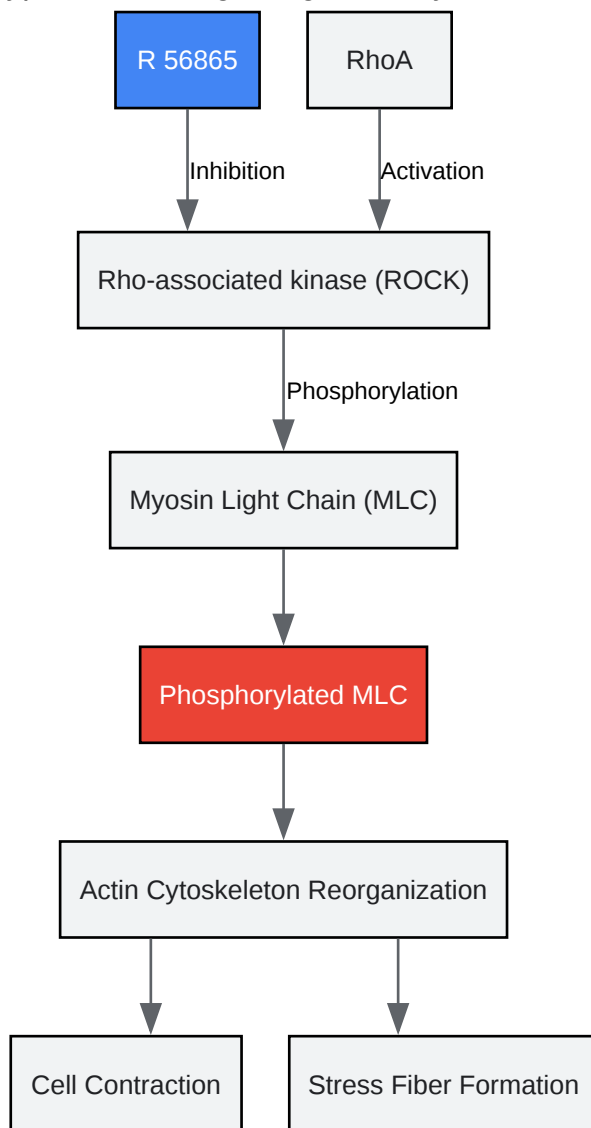 R 56865
RhoA
Inhibition
Activation
Rho-associated kinase (ROCK)
Phosphorylation
Myosin Light Chain (MLC)
Phosphorylated MLC
Actin Cytoskeleton Reorganization
Cell Contraction
Stress Fiber Formation